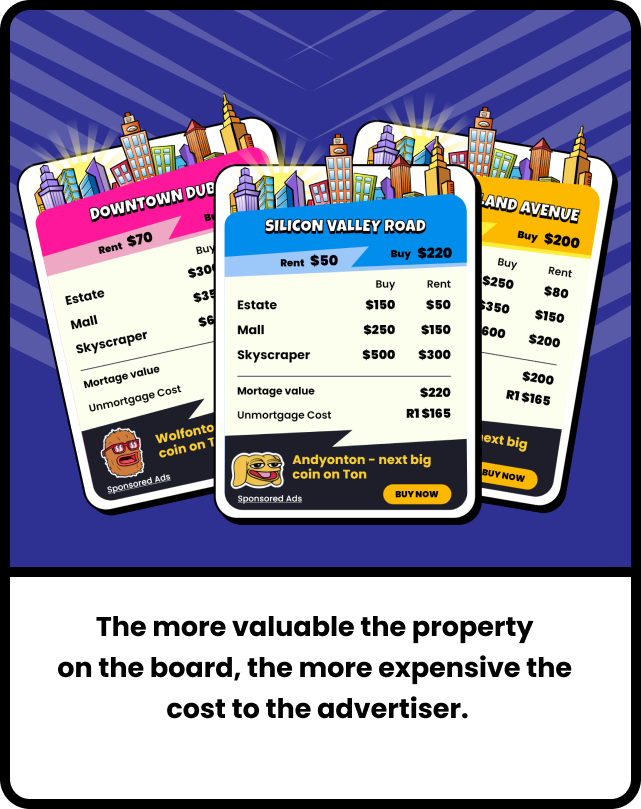 DOWNTOWN DUB
Bu
Rent $70
Buy
Estate $300
Mall $35
Skyscraper $6
Mortage value
Unmortgage Cost
Wolfonto
coin on T
Sponsored Ads
SILICON VALLEY ROAD
Rent $50 Buy $220
Buy Rent
Estate $150 $50
Mall $250 $150
Skyscraper $500 $300
Mortage value $220
Unmortgage Cost R1 $165
Andyonton - next big
coin on Ton
Sponsored Ads BUY NOW
LAND AVENUE
Buy $200
Buy Rent
$250 $80
$350 $150
600 $200
$200
R1 $165
next big
BUY NOW
The more valuable the property
on the board, the more expensive the
cost to the advertiser.